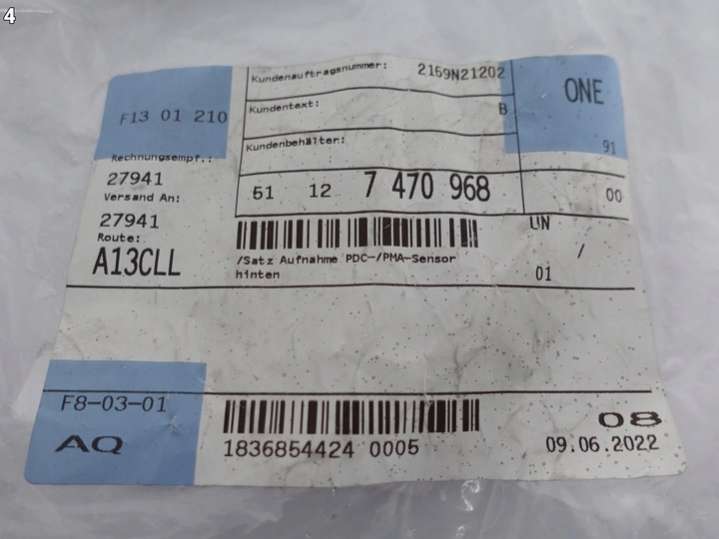 4
Kundenauftragsnummer: 2169N21202
ONE
F13 01 210
Kundentext: B
Kundenbehälter: 91
Rechnungsempf.:
27941
51 12 7 470 968 00
Versand An:
27941
Route:
A13CLL
LIN /
/Satz Aufnahme PDC-/PMA-Sensor
hinten
01
F8-03-01
AQ
1836854424 0005
08
09.06.2022